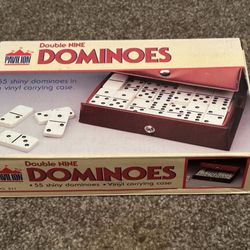 Double NINE
PAVILION
DOMINOES
55 shiny dominoes in
vinyl carrying case
Double NINE
PAVILION
DOMINOES
• 55 shiny dominoes • Vinyl carrying case